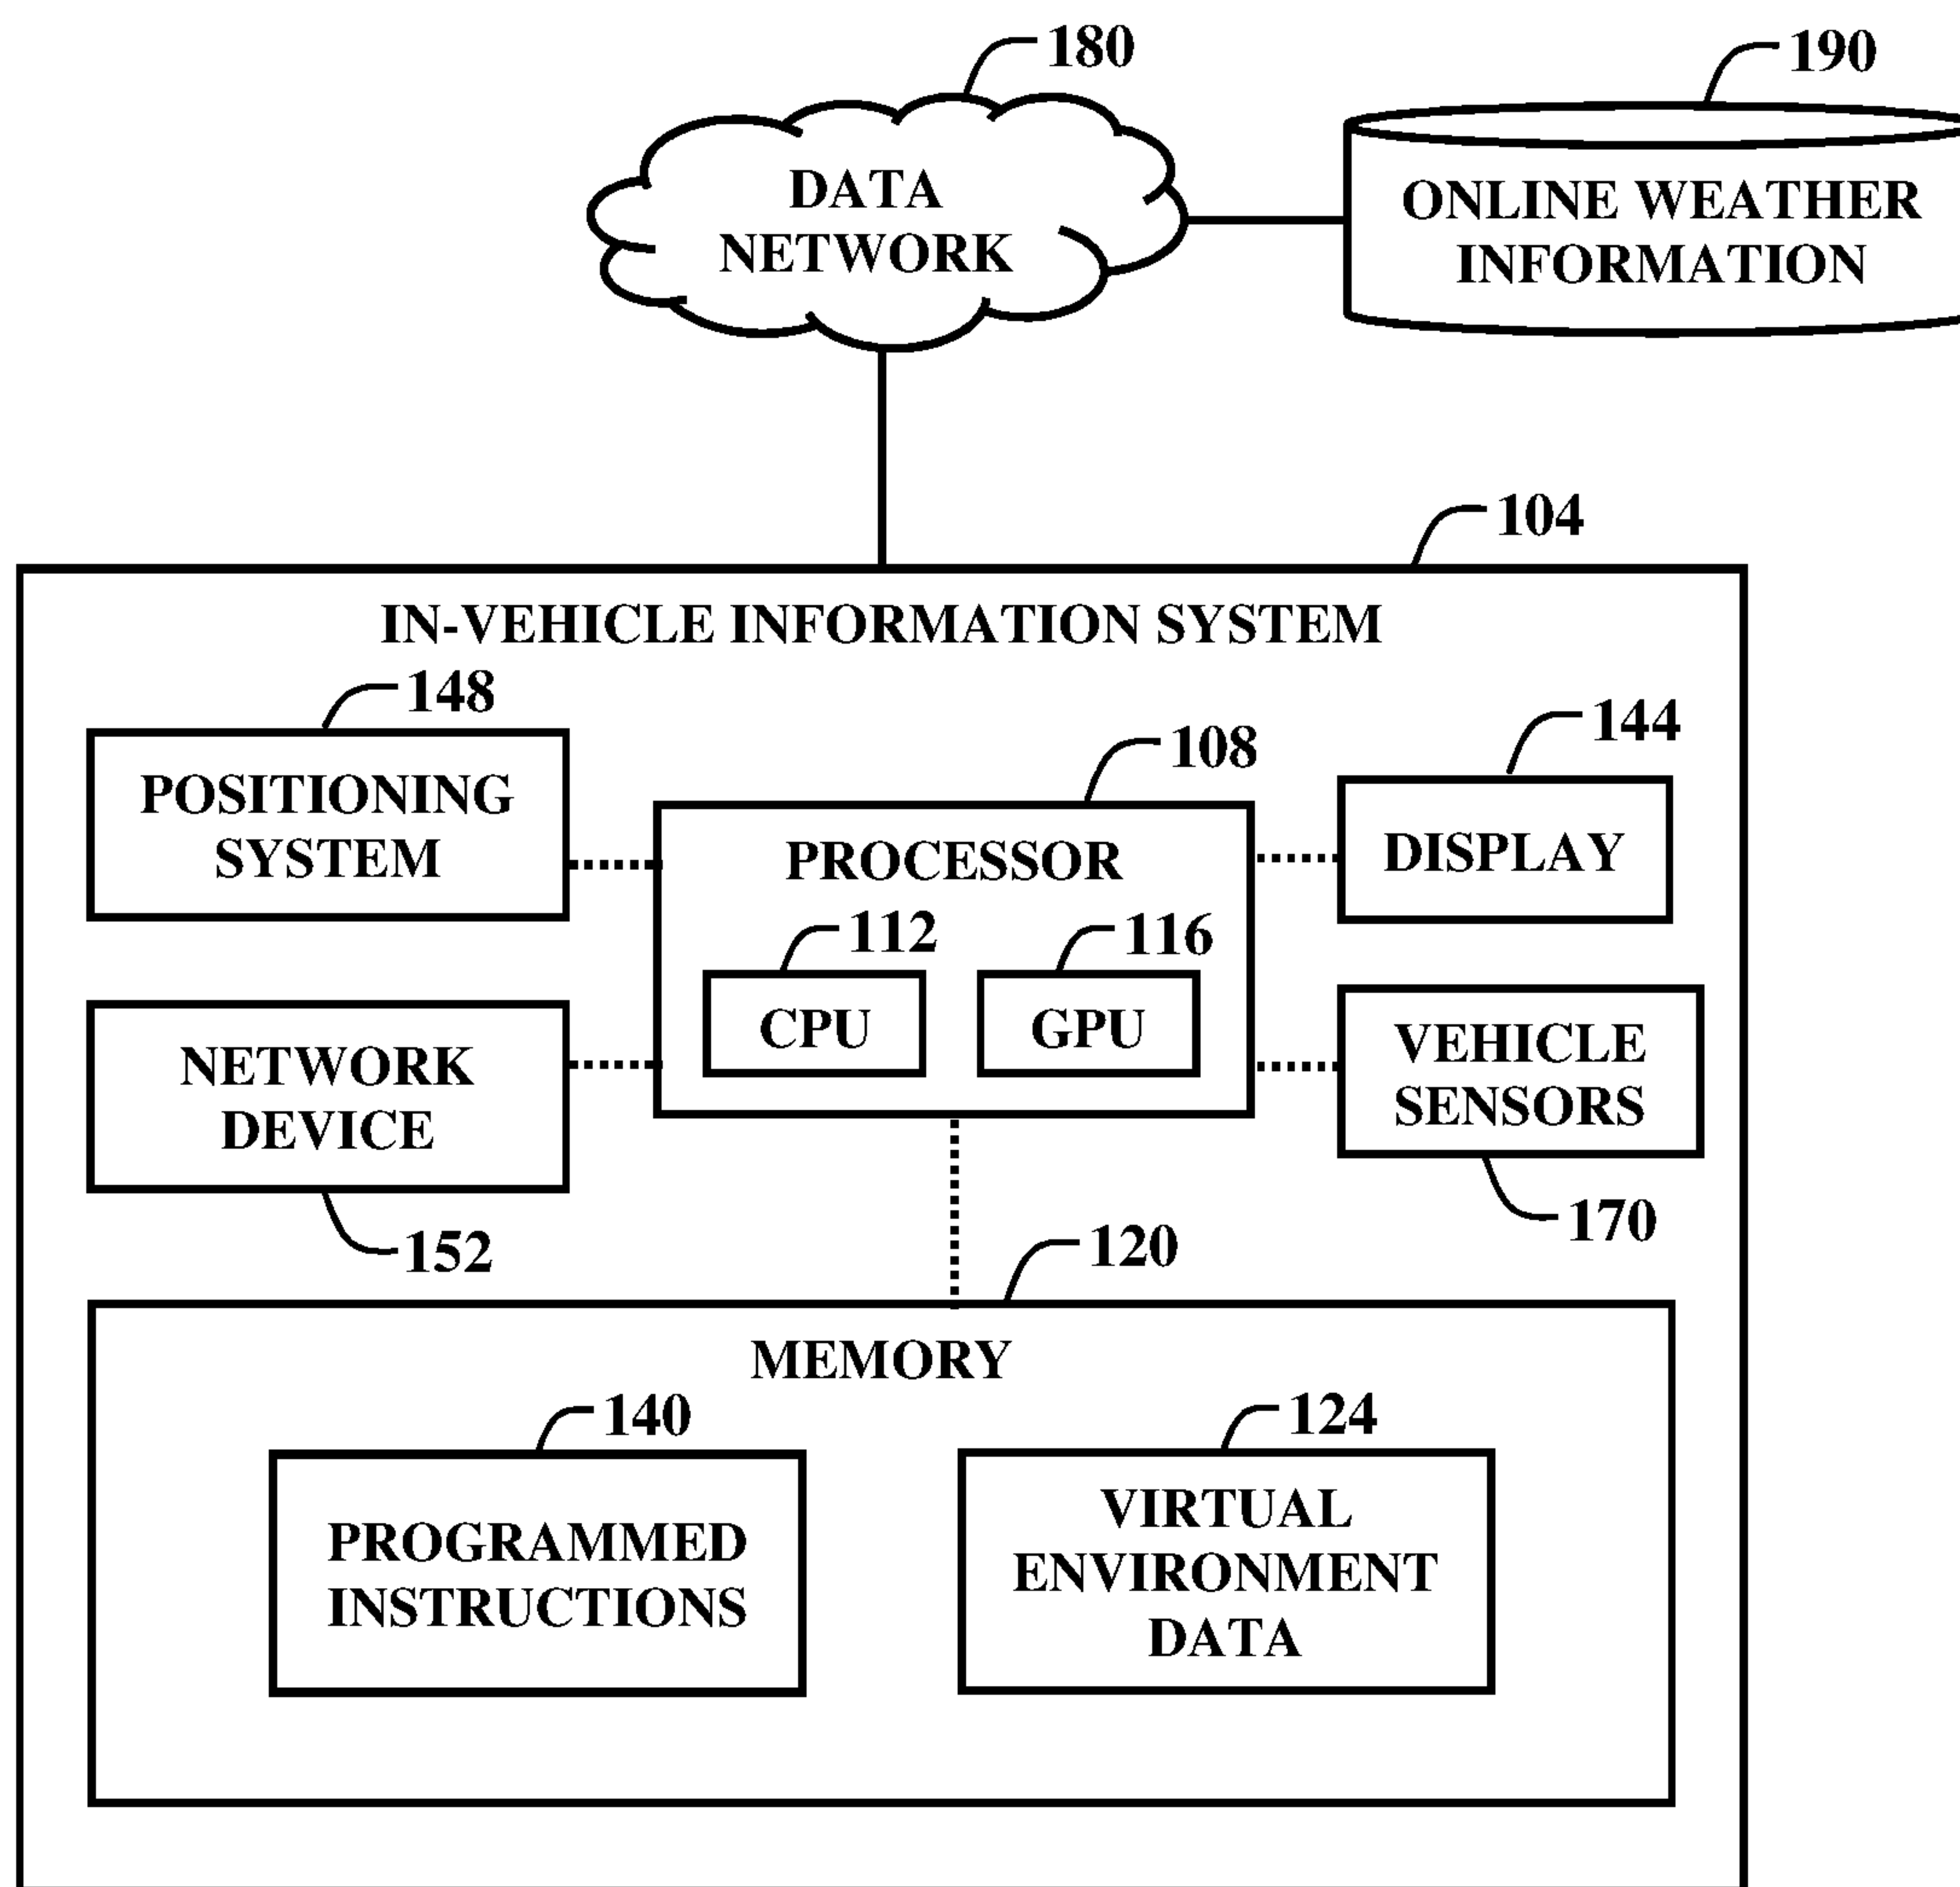 180
190
DATA
NETWORK
ONLINE WEATHER
INFORMATION
104
IN-VEHICLE INFORMATION SYSTEM
148
POSITIONING
SYSTEM
108
PROCESSOR
144
DISPLAY
112
CPU
116
GPU
NETWORK
DEVICE
152
VEHICLE
SENSORS
170
120
MEMORY
140
PROGRAMMED
INSTRUCTIONS
124
VIRTUAL
ENVIRONMENT
DATA